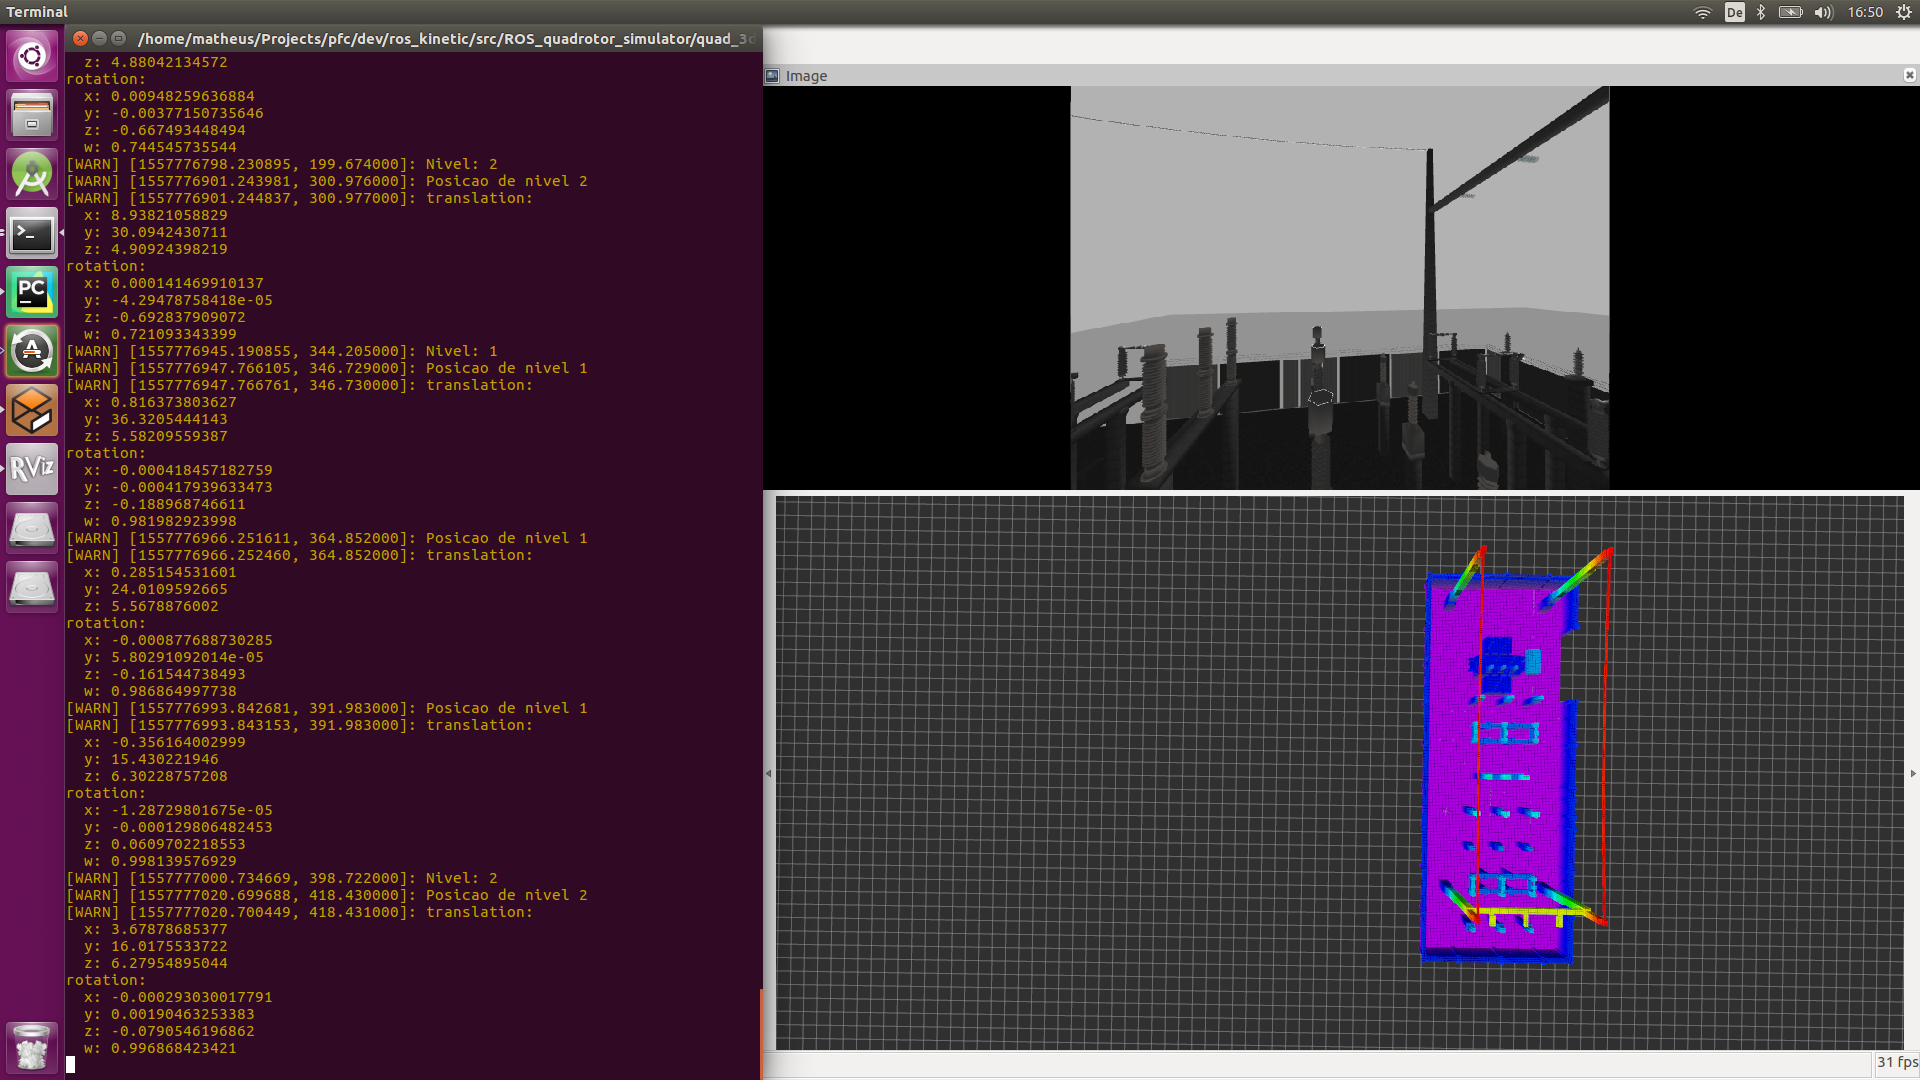 Terminal
De
16:50
/home/matheus/Projects/pfc/dev/ros_kinetic/src/ROS_quadrotor_simulator/quad_3d
z: 4.88042134572
rotation:
x: 0.00948259636884
y: -0.00377150735646
z: -0.667493448494
w: 0.744545735544
[WARN] [1557776798.230895, 199.674000]: Nivel: 2
[WARN] [1557776901.243981, 300.976000]: Posicao de nivel 2
[WARN] [1557776901.244837, 300.977000]: translation:
x: 8.93821058829
y: 30.0942430711
z: 4.90924398219
rotation:
x: 0.000141469910137
y: -4.29478758418e-05
z: -0.692837909072
w: 0.721093343399
[WARN] [1557776945.190855, 344.205000]: Nivel: 1
[WARN] [1557776947.766105, 346.729000]: Posicao de nivel 1
[WARN] [1557776947.766761, 346.730000]: translation:
x: 0.816373803627
y: 36.3205444143
z: 5.58209559387
rotation:
x: -0.000418457182759
y: -0.000417939633473
z: -0.188968746611
w: 0.981982923998
[WARN] [1557776966.251611, 364.852000]: Posicao de nivel 1
[WARN] [1557776966.252460, 364.852000]: translation:
x: 0.285154531601
y: 24.0109592665
z: 5.5678876002
rotation:
x: -0.000877688730285
y: 5.80291092014e-05
z: -0.161544738493
w: 0.986864997738
[WARN] [1557776993.842681, 391.983000]: Posicao de nivel 1
[WARN] [1557776993.843153, 391.983000]: translation:
x: -0.356164002999
y: 15.430221946
z: 6.30228757208
rotation:
x: -1.28729801675e-05
y: -0.000129806482453
z: 0.0609702218553
w: 0.998139576929
[WARN] [1557777000.734669, 398.722000]: Nivel: 2
[WARN] [1557777020.699688, 418.430000]: Posicao de nivel 2
[WARN] [1557777020.700449, 418.431000]: translation:
x: 3.67878685377
y: 16.0175533722
z: 6.27954895044
rotation:
x: -0.000293030017791
y: 0.00190463253383
z: -0.0790546196862
w: 0.996868423421
PC
RViz
Image
31 fps